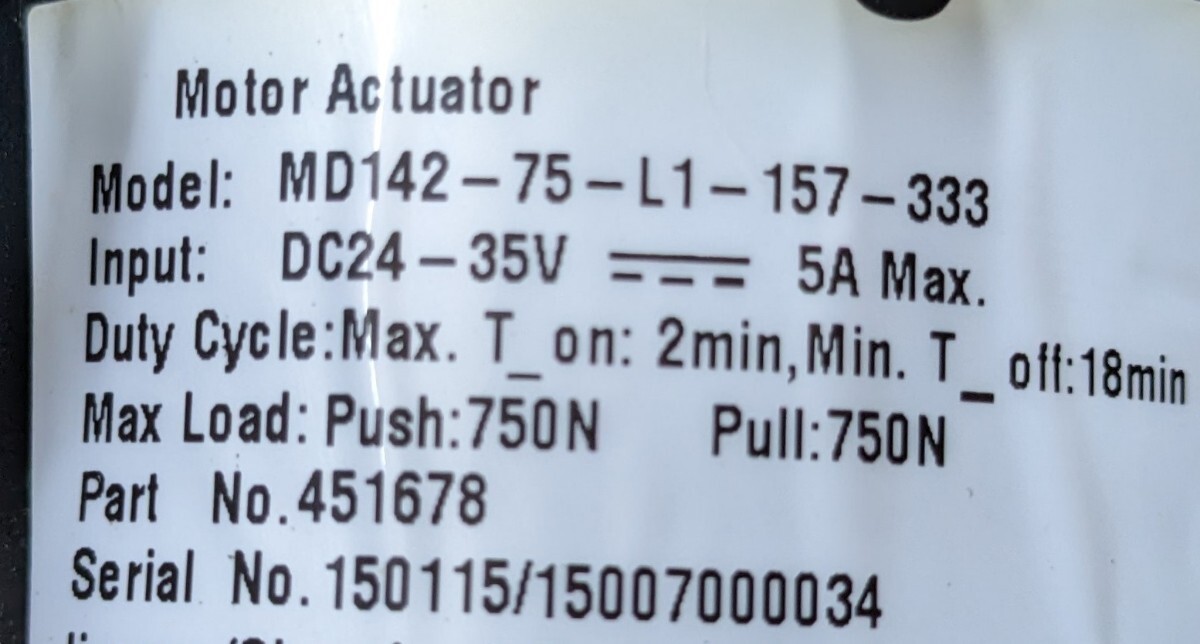 Motor Actuator
Model: MD142-75-L1-157-333
Input: DC24-35V ⎓ 5A Max.
Duty Cycle:Max. T_on: 2min,Min. T_off:18min
Max Load: Push:750N Pull:750N
Part No.451678
Serial No.150115/15007000034